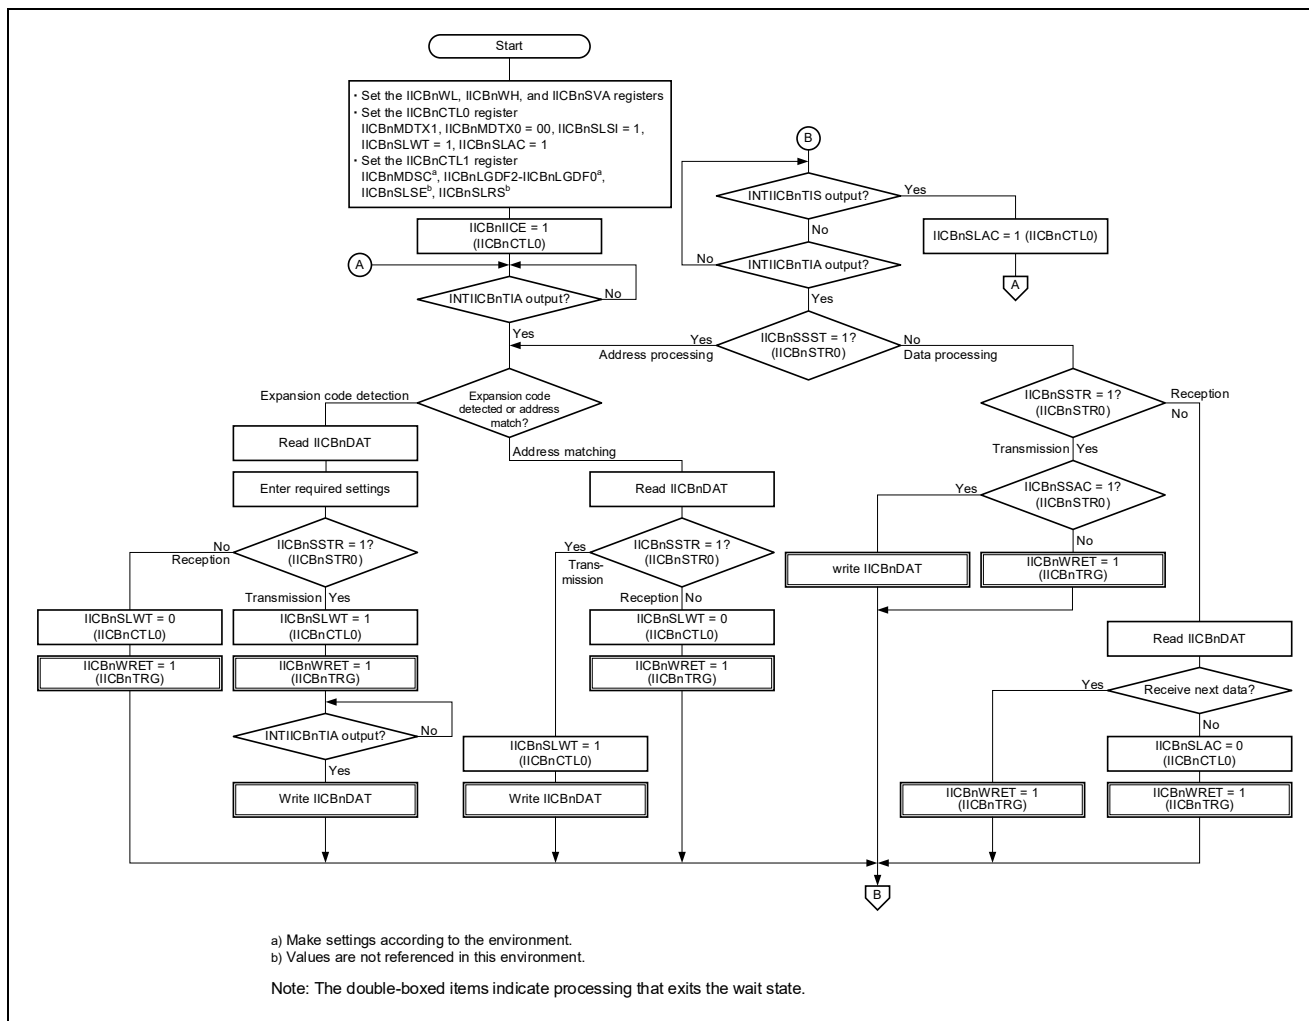 Start
・Set the IICBnWL, IICBnWH, and IICBnSVA registers
・Set the IICBnCTL0 register
IICBnMDTX1, IICBnMDTX0 = 00, IICBnSLSI = 1,
IICBnSLWT = 1, IICBnSLAC = 1
・Set the IICBnCTL1 register
IICBnMDSCa, IICBnLGDF2-IICBnLGDF0a,
IICBnSLSEb, IICBnSLRSb
IICBnIICE = 1
(IICBnCTL0)
A
INTIICBnTIA output?
No
Yes
B
INTIICBnTIS output?
Yes
No
IICBnSLAC = 1 (IICBnCTL0)
A
INTIICBnTIA output?
No
Yes
IICBnSSST = 1?
(IICBnSTR0)
Yes
Address processing
No
Data processing
Expansion code
detected or address
match?
Expansion code detection
Address matching
Read IICBnDAT
Enter required settings
IICBnSSTR = 1?
(IICBnSTR0)
No
Reception
Transmission
Yes
IICBnSLWT = 0
(IICBnCTL0)
IICBnWRET = 1
(IICBnTRG)
IICBnSLWT = 1
(IICBnCTL0)
IICBnWRET = 1
(IICBnTRG)
INTIICBnTIA output?
No
Yes
Write IICBnDAT
Read IICBnDAT
IICBnSSTR = 1?
(IICBnSTR0)
Yes
Trans-
mission
Reception
No
IICBnSLWT = 0
(IICBnCTL0)
IICBnWRET = 1
(IICBnTRG)
IICBnSLWT = 1
(IICBnCTL0)
Write IICBnDAT
IICBnSSTR = 1?
(IICBnSTR0)
Reception
No
Transmission
Yes
IICBnSSAC = 1?
(IICBnSTR0)
Yes
No
write IICBnDAT
IICBnWRET = 1
(IICBnTRG)
Read IICBnDAT
Receive next data?
Yes
No
IICBnSLAC = 0
(IICBnCTL0)
IICBnWRET = 1
(IICBnTRG)
IICBnWRET = 1
(IICBnTRG)
B
a) Make settings according to the environment.
b) Values are not referenced in this environment.
Note: The double-boxed items indicate processing that exits the wait state.